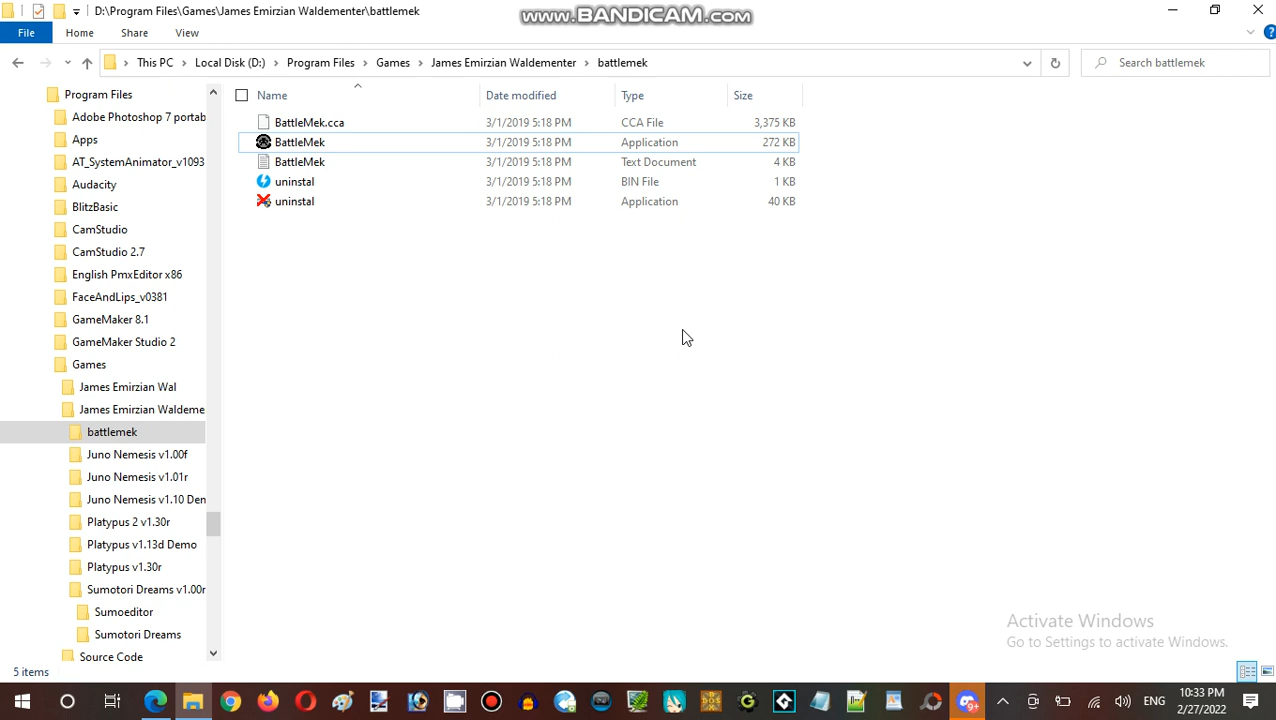 D:\Program Files\Games\James Emirzian Waldementer\battlemek
www.BANDICAM.com
File Home Share View
This PC Local Disk (D:) Program Files Games James Emirzian Waldementer battlemek Search battlemek
Name Date modified Type Size
BattleMek.cca 3/1/2019 5:18 PM CCA File 3,375 KB
BattleMek 3/1/2019 5:18 PM Application 272 KB
BattleMek 3/1/2019 5:18 PM Text Document 4 KB
uninstal 3/1/2019 5:18 PM BIN File 1 KB
uninstal 3/1/2019 5:18 PM Application 40 KB
Program Files
Adobe Photoshop 7 portab
Apps
AT_SystemAnimator_v1093
Audacity
BlitzBasic
CamStudio
CamStudio 2.7
English PmxEditor x86
FaceAndLips_v0381
GameMaker 8.1
GameMaker Studio 2
Games
James Emirzian Wal
James Emirzian Waldeme
battlemek
Juno Nemesis v1.00f
Juno Nemesis v1.01r
Juno Nemesis v1.10 Den
Platypus 2 v1.30r
Platypus v1.13d Demo
Platypus v1.30r
Sumotori Dreams v1.00r
Sumoeditor
Sumotori Dreams
Source Code
Activate Windows
Go to Settings to activate Windows.
5 items
9+
ENG
10:33 PM
2/27/2022